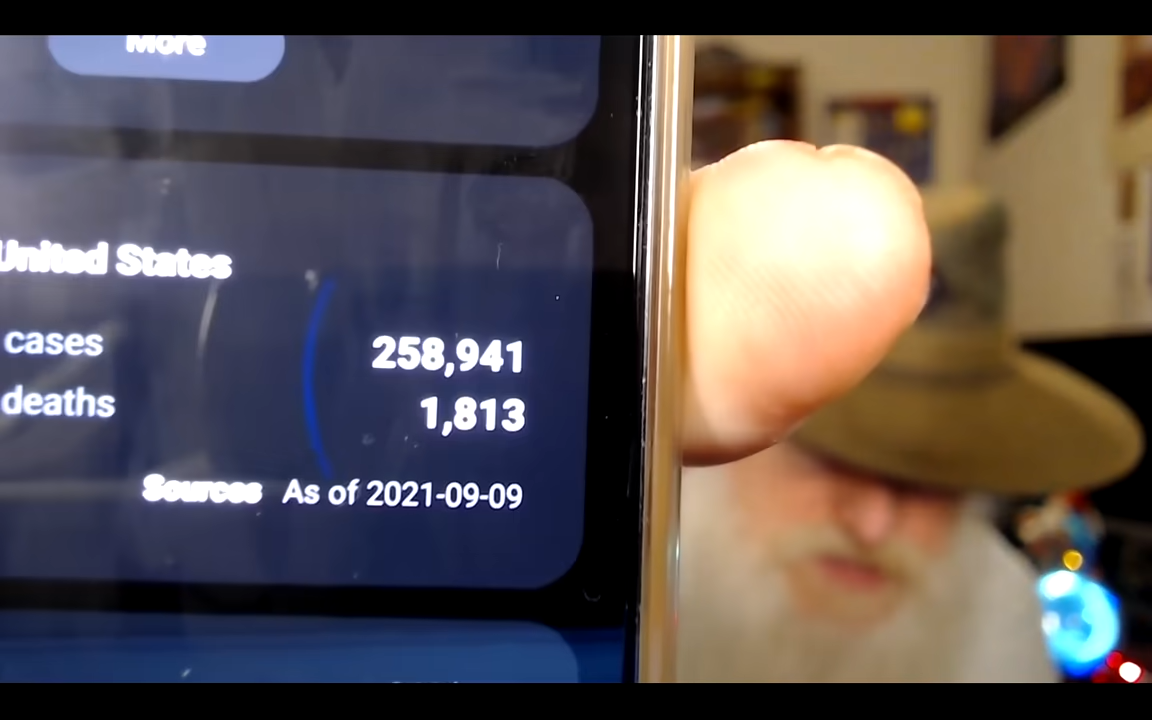 More
United States
cases 258,941
deaths 1,813
Sources As of 2021-09-09